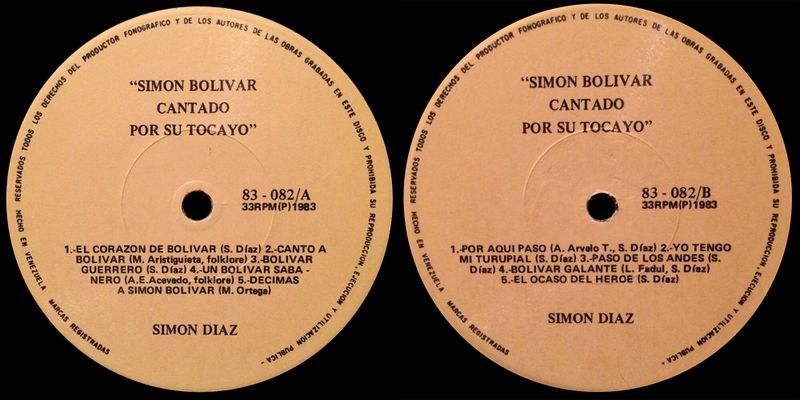 RESERVADOS TODOS LOS DERECHOS DEL PRODUCTOR FONOGRAFICO Y DE LOS AUTORES DE LAS OBRAS GRABADAS EN ESTE DISCO Y PROHIBIDA SU REPRODUCCION, EJECUCION Y UTILIZACION PUBLICA -
HECHO EN VENEZUELA MARCAS REGISTRADAS
"SIMON BOLIVAR
CANTADO
POR SU TOCAYO"
83 - 082/A
33RPM(P)1983
1.-EL CORAZON DE BOLIVAR (S. Díaz) 2.-CANTO A
BOLIVAR (M. Aristiguieta, folklore) 3.-BOLIVAR
GUERRERO (S. Díaz) 4.-UN BOLIVAR SABA -
NERO (A.E.Acevedo, folklore) 5.-DECIMAS
A SIMON BOLIVAR (M. Ortega)
SIMON DIAZ
RESERVADOS TODOS LOS DERECHOS DEL PRODUCTOR FONOGRAFICO Y DE LOS AUTORES DE LAS OBRAS GRABADAS EN ESTE DISCO Y PROHIBIDA SU REPRODUCCION, EJECUCION Y UTILIZACION PUBLICA -
HECHO EN VENEZUELA MARCAS REGISTRADAS
"SIMON BOLIVAR
CANTADO
POR SU TOCAYO"
83 - 082/B
33RPM(P)1983
1.-POR AQUI PASO (A. Arvelo T., S. Díaz) 2.-YO TENGO
MI TURUPIAL (S. Díaz) 3.-PASO DE LOS ANDES (S.
Díaz) 4.-BOLIVAR GALANTE (L. Fadul, S. Díaz)
5.-EL OCASO DEL HEROE (S. Díaz)
SIMON DIAZ